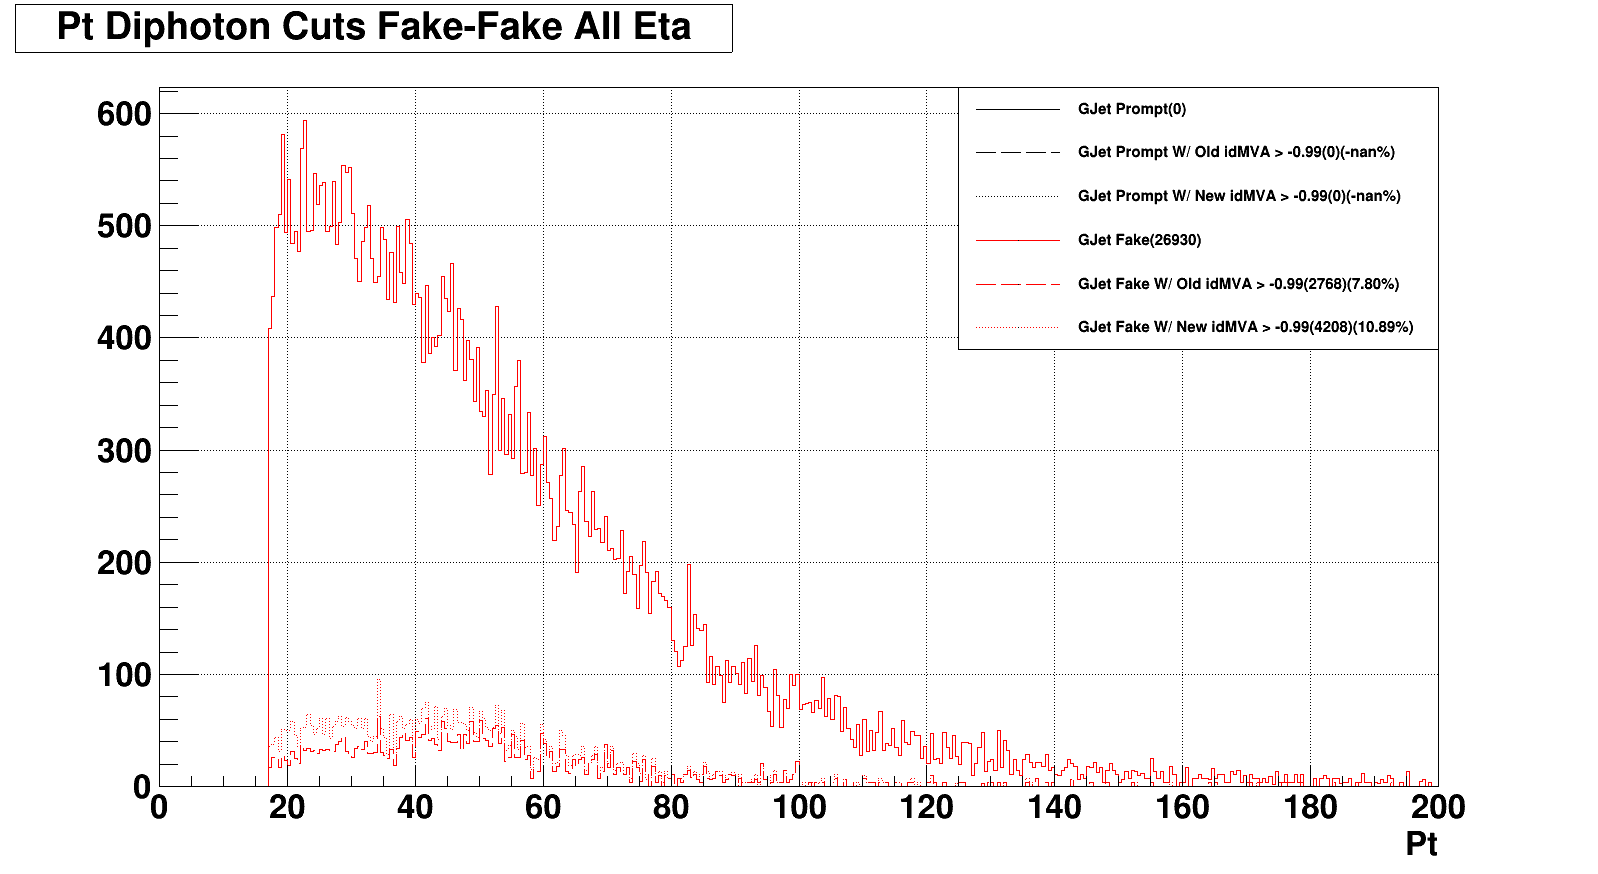 Pt Diphoton Cuts Fake-Fake All Eta
600
500
400
300
200
100
0
GJet Prompt(0)
GJet Prompt W/ Old idMVA > -0.99(0)(-nan%)
GJet Prompt W/ New idMVA > -0.99(0)(-nan%)
GJet Fake(26930)
GJet Fake W/ Old idMVA > -0.99(2768)(7.80%)
GJet Fake W/ New idMVA > -0.99(4208)(10.89%)
0 20 40 60 80 100 120 140 160 180 200
Pt